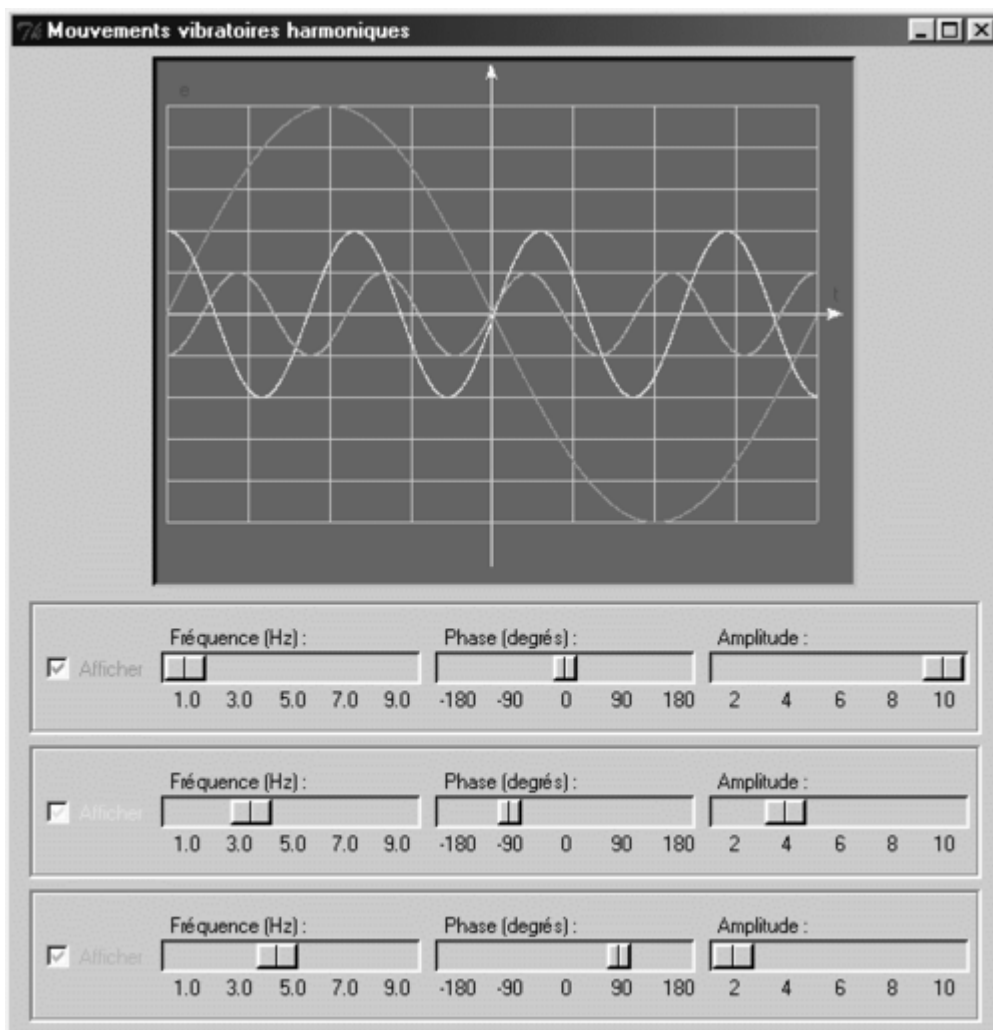 Mouvements vibratoires harmoniques
e
t
Fréquence (Hz) : Phase (degrés) : Amplitude :
Afficher
1.0 3.0 5.0 7.0 9.0 -180 -90 0 90 180 2 4 6 8 10
Fréquence (Hz) : Phase (degrés) : Amplitude :
Afficher
1.0 3.0 5.0 7.0 9.0 -180 -90 0 90 180 2 4 6 8 10
Fréquence (Hz) : Phase (degrés) : Amplitude :
Afficher
1.0 3.0 5.0 7.0 9.0 -180 -90 0 90 180 2 4 6 8 10